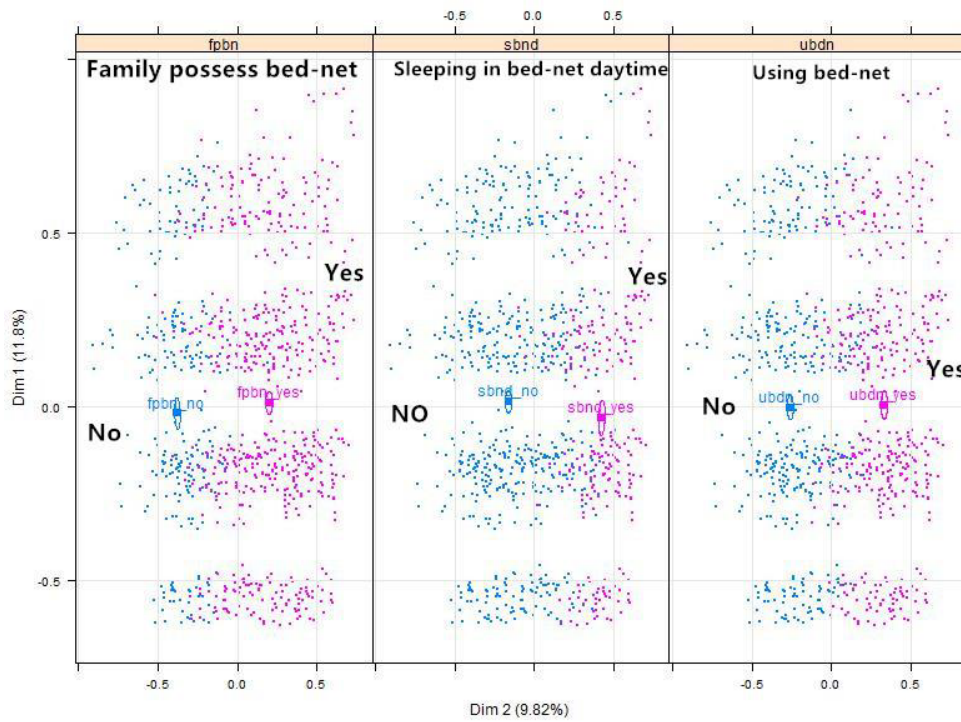 -0.5 0.0 0.5
fpbn sbnd ubdn
Family possess bed-net Sleeping in bed-net daytime Using bed-net
0.5
Yes Yes
Yes
sbnd_no ubdn_no ubdn_yes
fpbn_no fpbn_yes
0.0 NO sbnd_yes No
No
Dim 1 (11.8%)
-0.5
-0.5 0.0 0.5 -0.5 0.0 0.5
Dim 2 (9.82%)